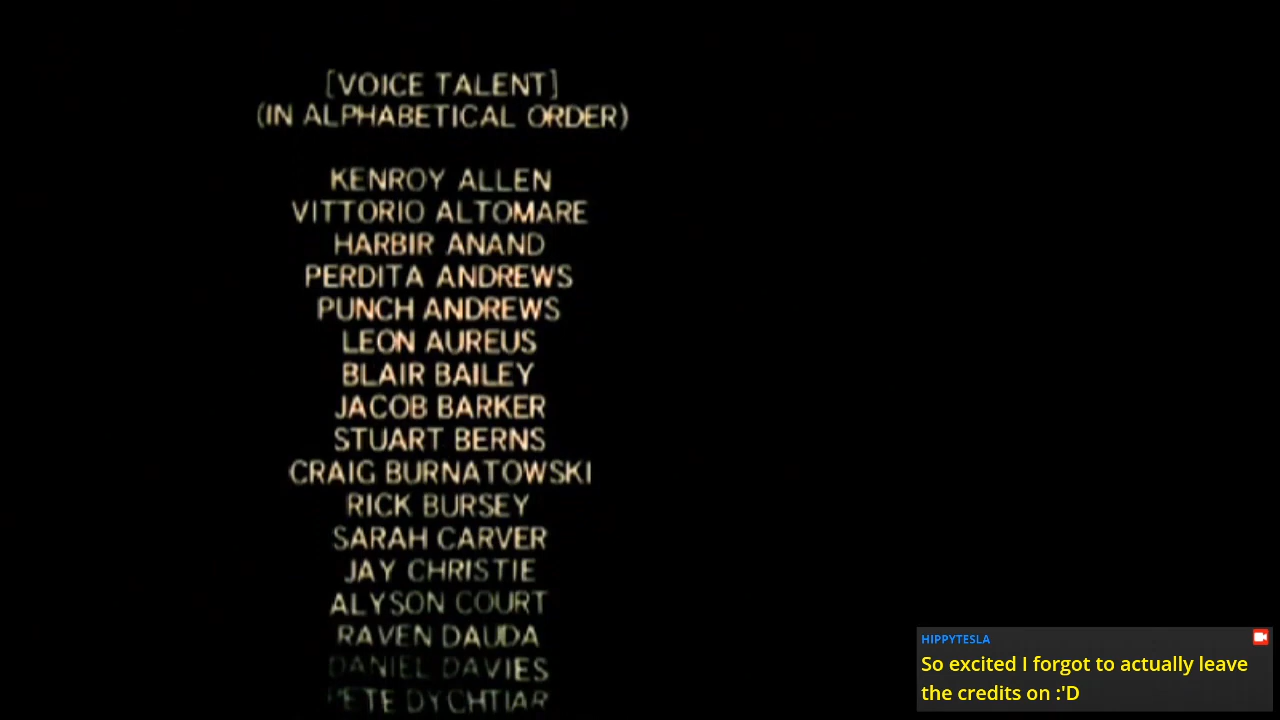 [VOICE TALENT]
(IN ALPHABETICAL ORDER)
KENROY ALLEN
VITTORIO ALTOMARE
HARBIR ANAND
PERDITA ANDREWS
PUNCH ANDREWS
LEON AUREUS
BLAIR BAILEY
JACOB BARKER
STUART BERNS
CRAIG BURNATOWSKI
RICK BURSEY
SARAH CARVER
JAY CHRISTIE
ALYSON COURT
RAVEN DAUDA
DANIEL DAVIES
PETE DYCHTIAR
HIPPYTESLA
So excited I forgot to actually leave
the credits on :'D